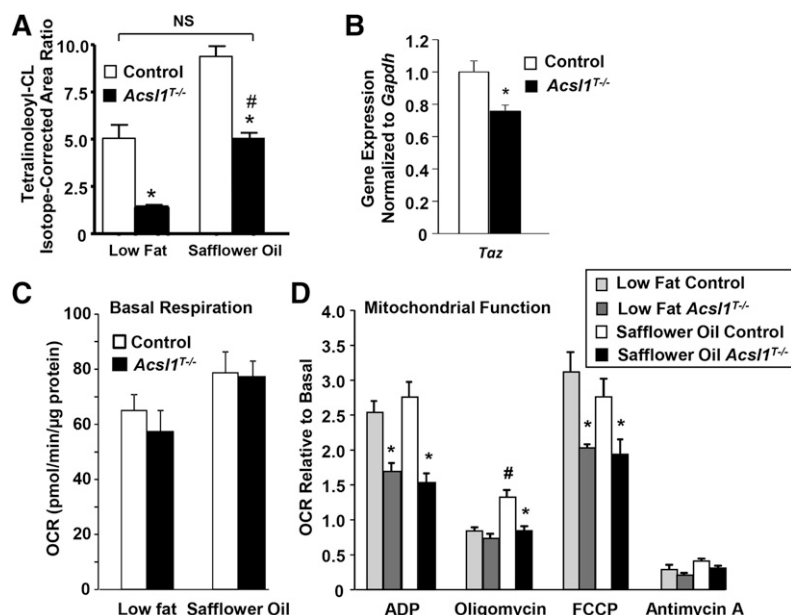 A
NS
Tetralinoleoyl-CL
Isotope-Corrected Area Ratio
10.0
7.5
5.0
2.5
0
Control
Acsl1T-/-
*
#
*
Low Fat
Safflower Oil
B
Gene Expression
Normalized to Gapdh
1.2
1.0
0.8
0.6
0.4
0.2
0
Control
Acsl1T-/-
*
Taz
C
Basal Respiration
OCR (pmol/min/µg protein)
100
80
60
40
20
0
Control
Acsl1T-/-
Low fat
Safflower Oil
D
Mitochondrial Function
OCR Relative to Basal
4.0
3.5
3.0
2.5
2.0
1.5
1.0
0.5
0
Low Fat Control
Low Fat Acsl1T-/-
Safflower Oil Control
Safflower Oil Acsl1T-/-
*
*
#
*
*
*
ADP
Oligomycin
FCCP
Antimycin A